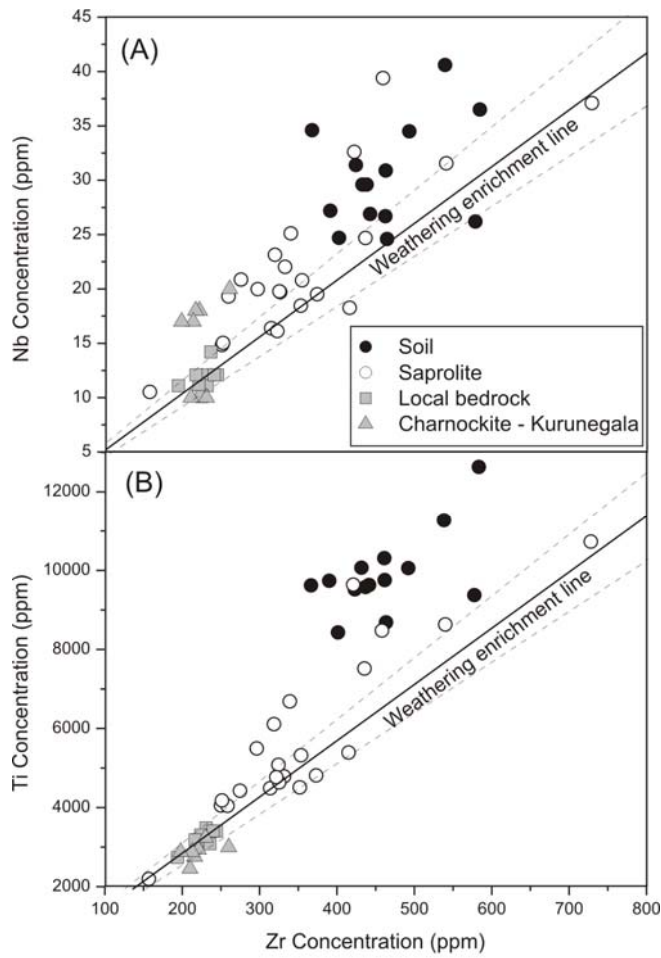 45
40
35
30
25
20
15
10
5
Nb Concentration (ppm)
(A)
Weathering enrichment line
Soil
Saprolite
Local bedrock
Charnockite - Kurunegala
12000
10000
8000
6000
4000
2000
Ti Concentration (ppm)
(B)
Weathering enrichment line
100 200 300 400 500 600 700 800
Zr Concentration (ppm)